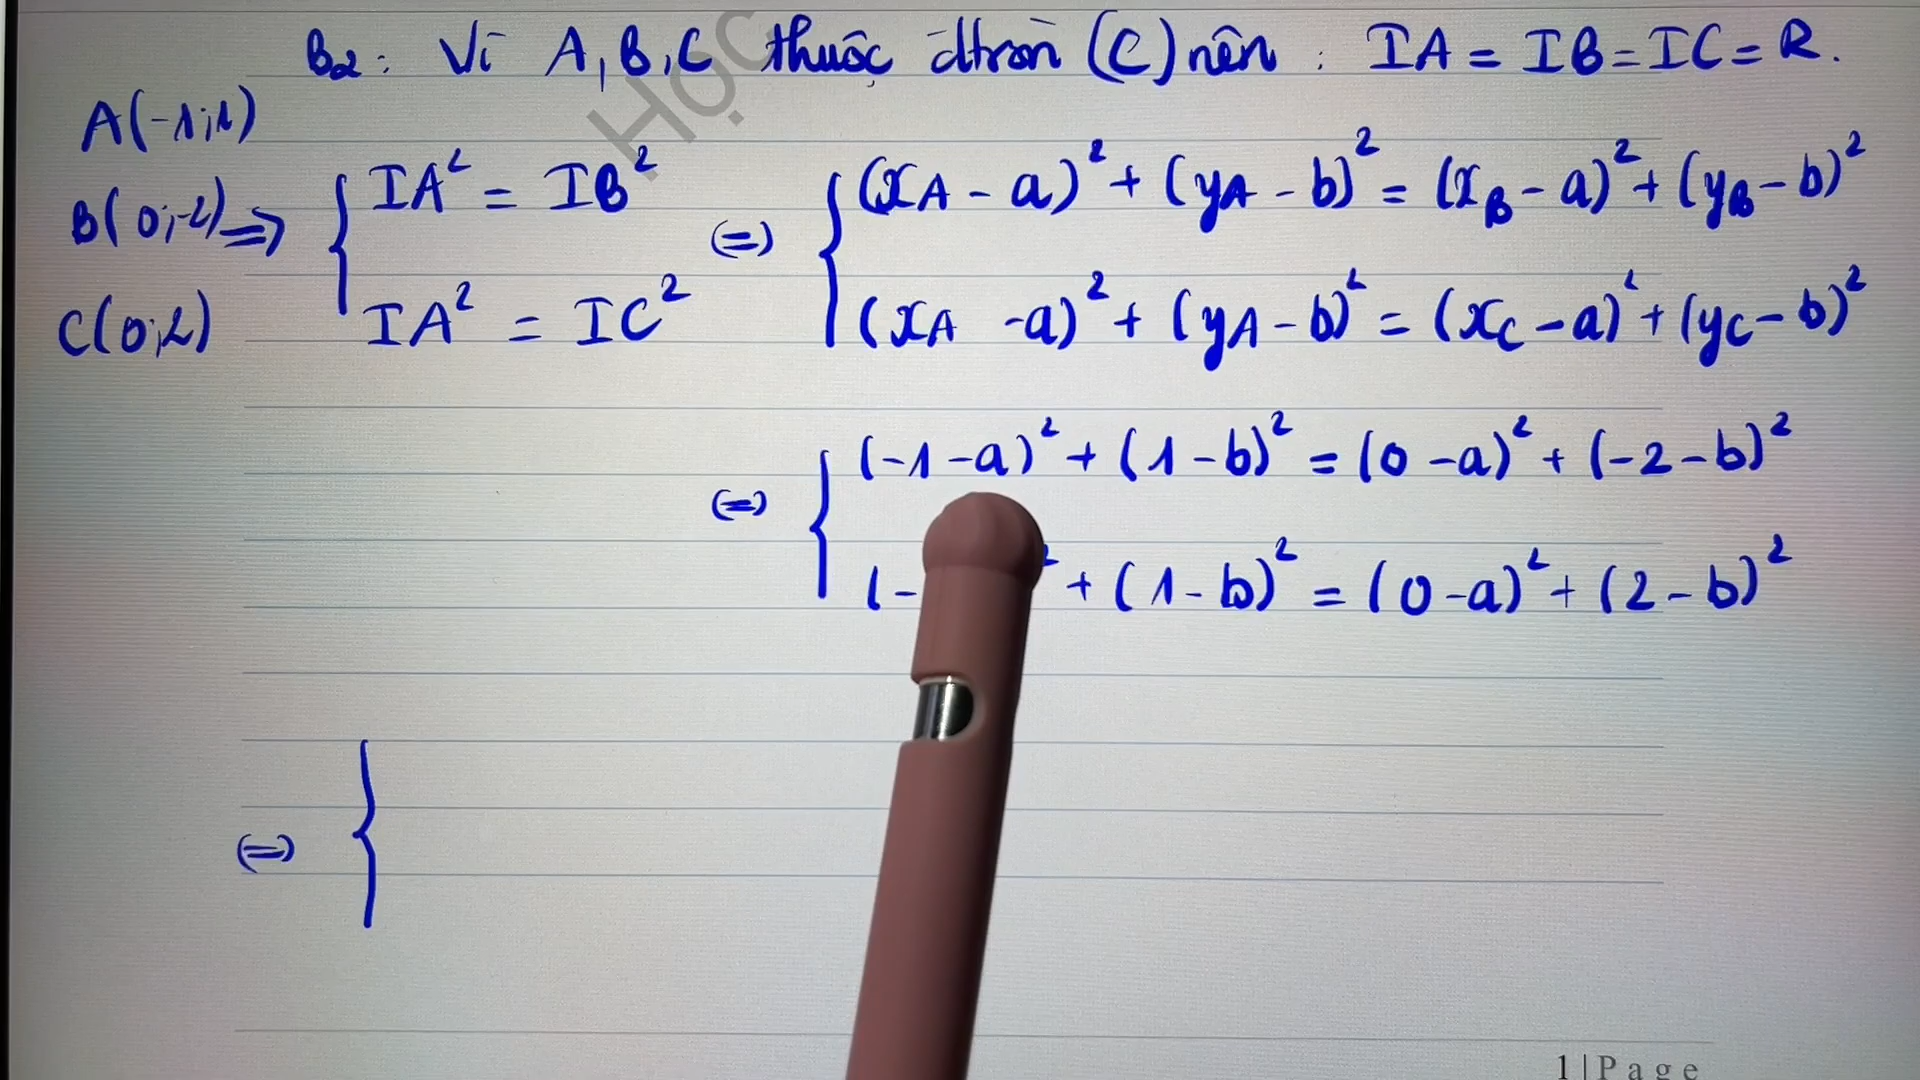 B2: Vì A, B, C thuộc đtròn (C) nên : IA = IB = IC = R.
HỌC
A(-1;1)
B(0;-2) => { IA² = IB² (=) { (xA - a)² + (yA - b)² = (xB - a)² + (yB - b)²
C(0;2) IA² = IC² (xA - a)² + (yA - b)² = (xC - a)² + (yC - b)²
(=) { (-1 - a)² + (1 - b)² = (0 - a)² + (-2 - b)²
(- ² + (1 - b)² = (0 - a)² + (2 - b)²
(=) {
1 | Page